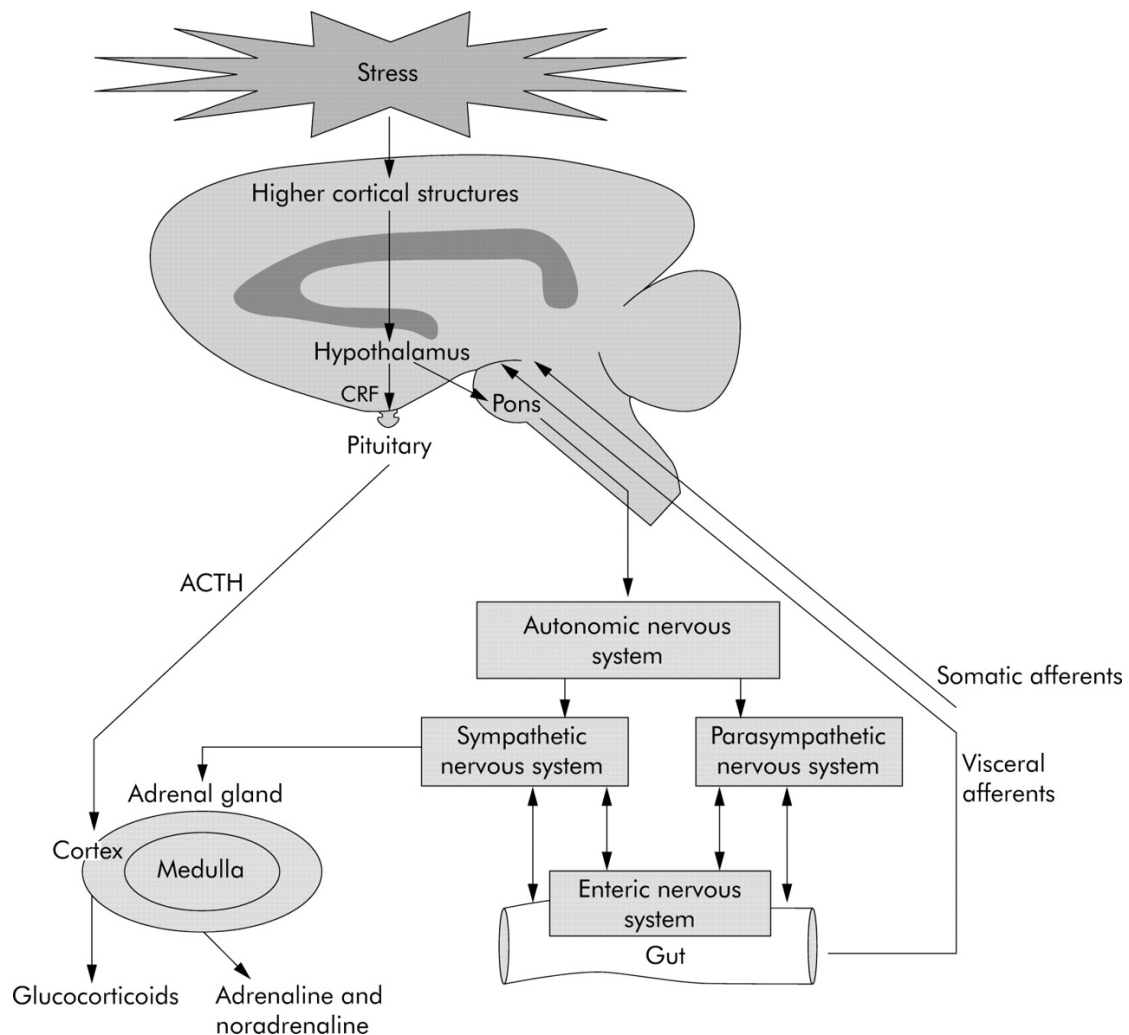 Stress
Higher cortical structures
Hypothalamus
CRF
Pons
Pituitary
ACTH
Autonomic nervous
system
Somatic afferents
Sympathetic
nervous system
Parasympathetic
nervous system
Visceral
afferents
Adrenal gland
Cortex
Medulla
Enteric nervous
system
Gut
Glucocorticoids
Adrenaline and
noradrenaline